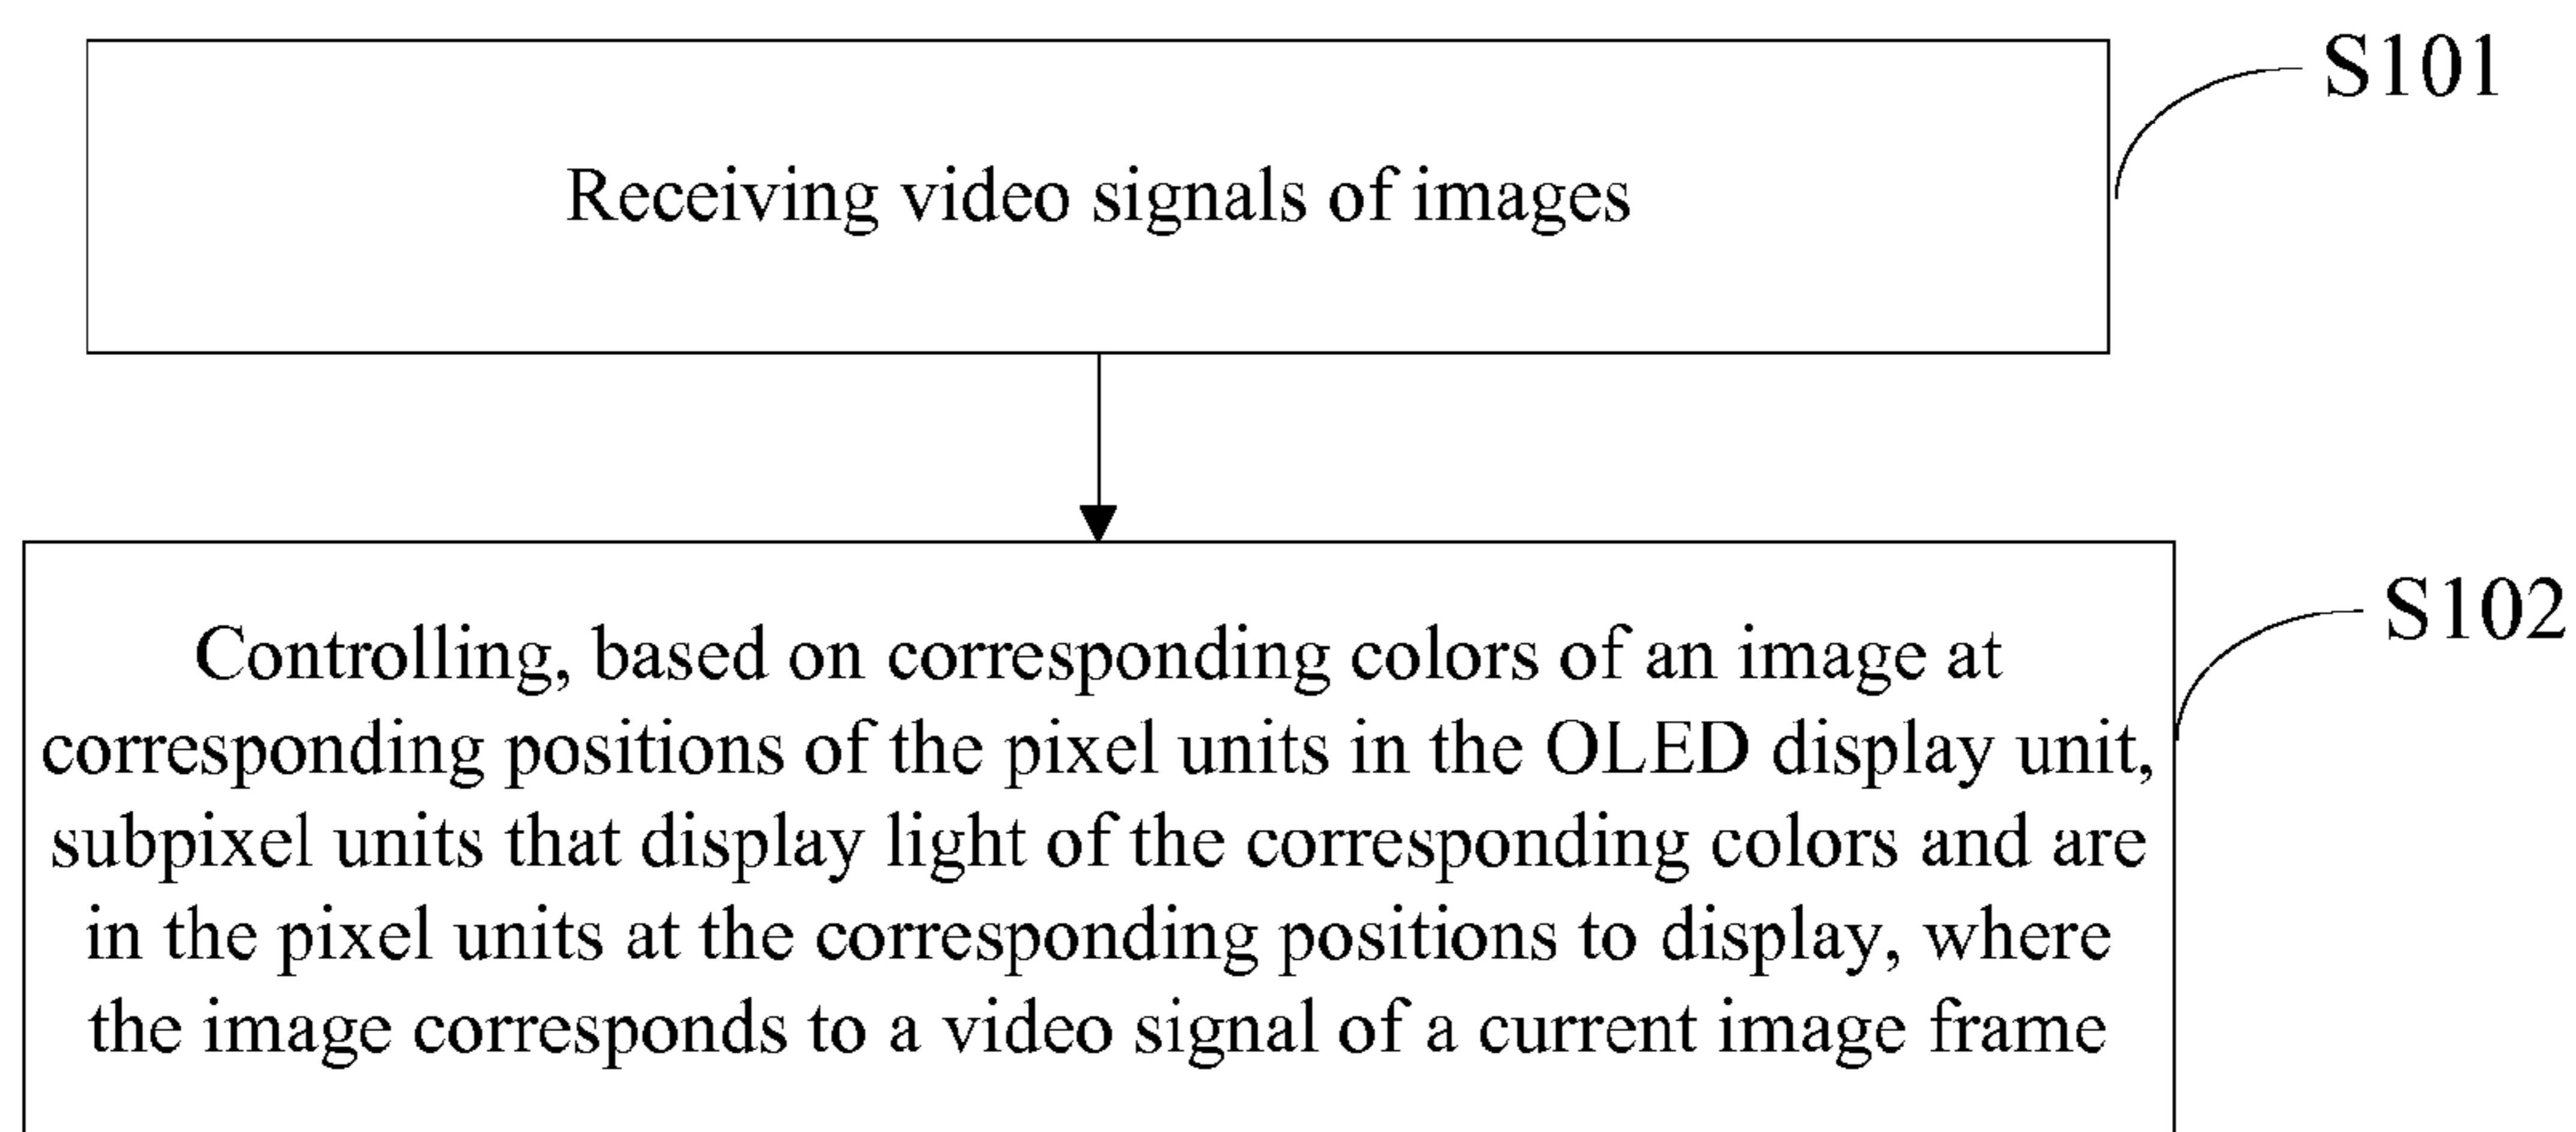 S101
Receiving video signals of images
S102
Controlling, based on corresponding colors of an image at
corresponding positions of the pixel units in the OLED display unit,
subpixel units that display light of the corresponding colors and are
in the pixel units at the corresponding positions to display, where
the image corresponds to a video signal of a current image frame